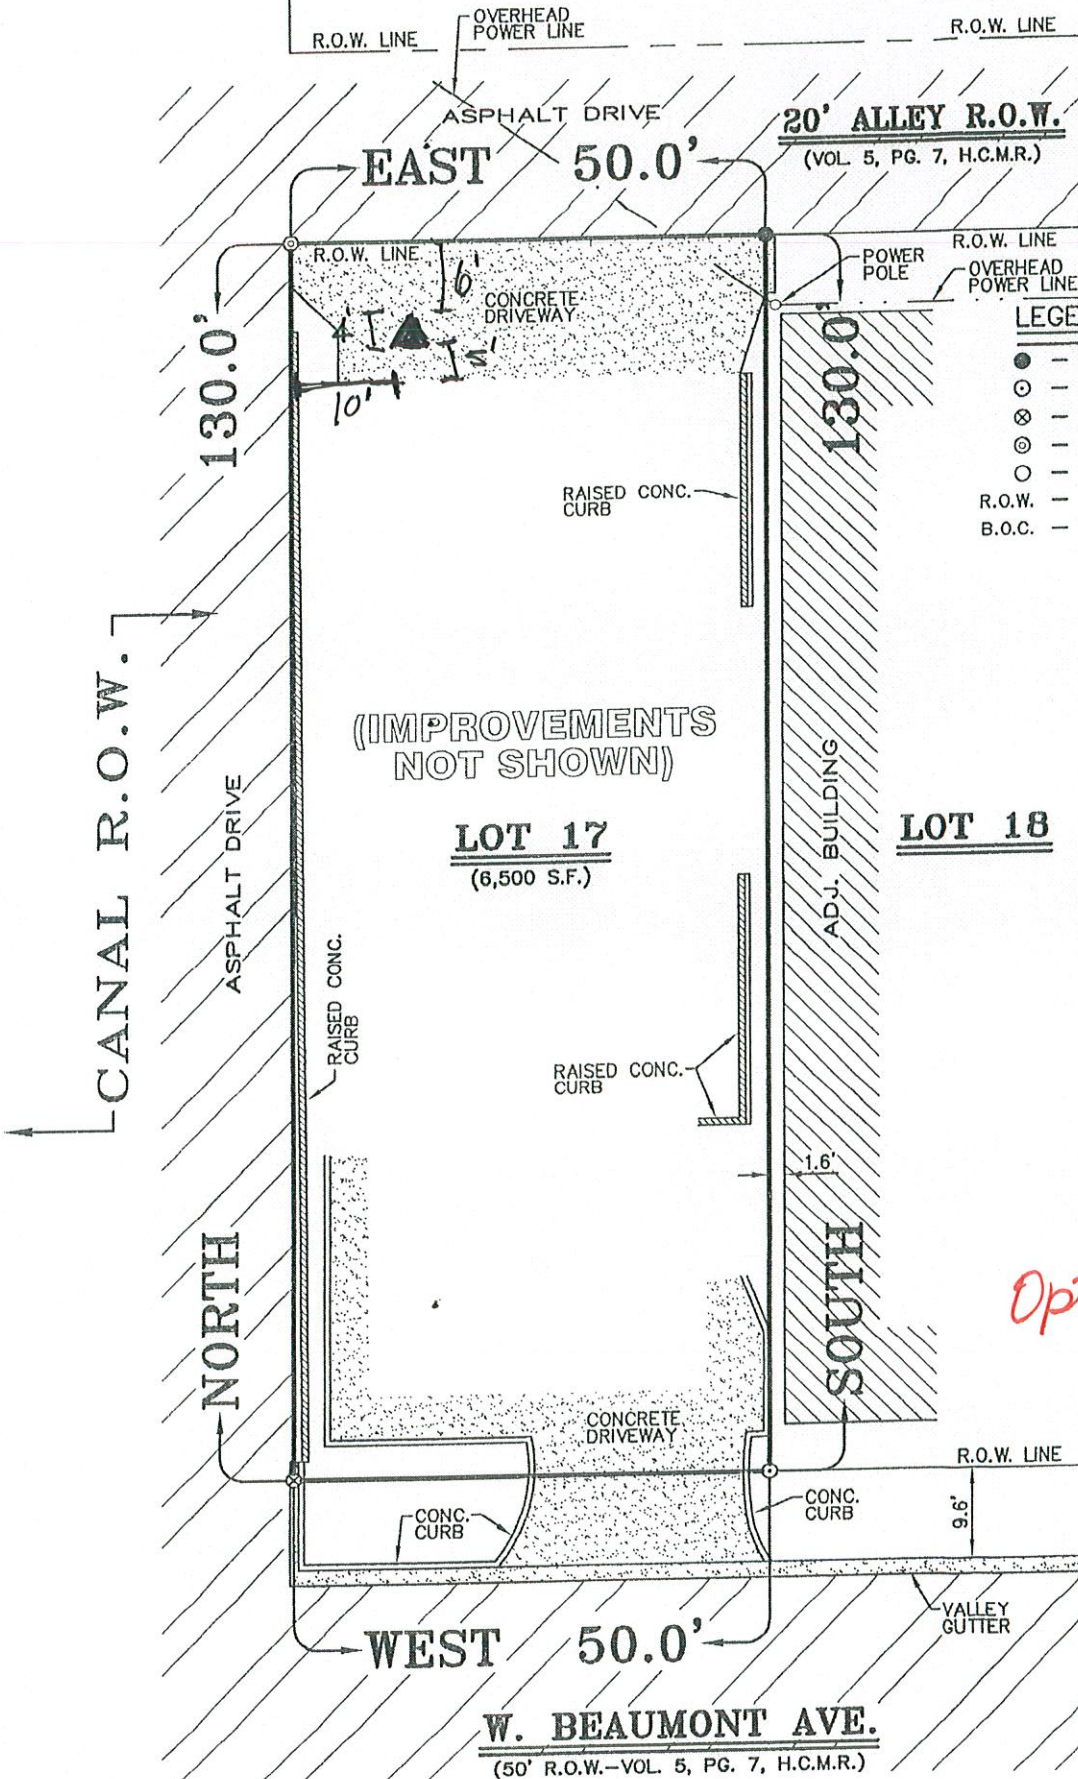 OVERHEAD
POWER LINE
R.O.W. LINE
R.O.W. LINE
ASPHALT DRIVE
20' ALLEY R.O.W.
(VOL. 5, PG. 7, H.C.M.R.)
EAST 50.0'
R.O.W. LINE
R.O.W. LINE
POWER
POLE
OVERHEAD
POWER LINE
6'
CONCRETE
DRIVEWAY
4'
10'
130.0'
130.0'
LEGE
R.O.W. –
B.O.C. –
RAISED CONC.
CURB
CANAL R.O.W.
ASPHALT DRIVE
(IMPROVEMENTS
NOT SHOWN)
LOT 17
(6,500 S.F.)
ADJ. BUILDING
LOT 18
RAISED CONC.
CURB
RAISED CONC.
CURB
1.6'
NORTH
SOUTH
Op
CONCRETE
DRIVEWAY
R.O.W. LINE
CONC.
CURB
CONC.
CURB
9.6'
VALLEY
GUTTER
WEST 50.0'
W. BEAUMONT AVE.
(50' R.O.W.-VOL. 5, PG. 7, H.C.M.R.)